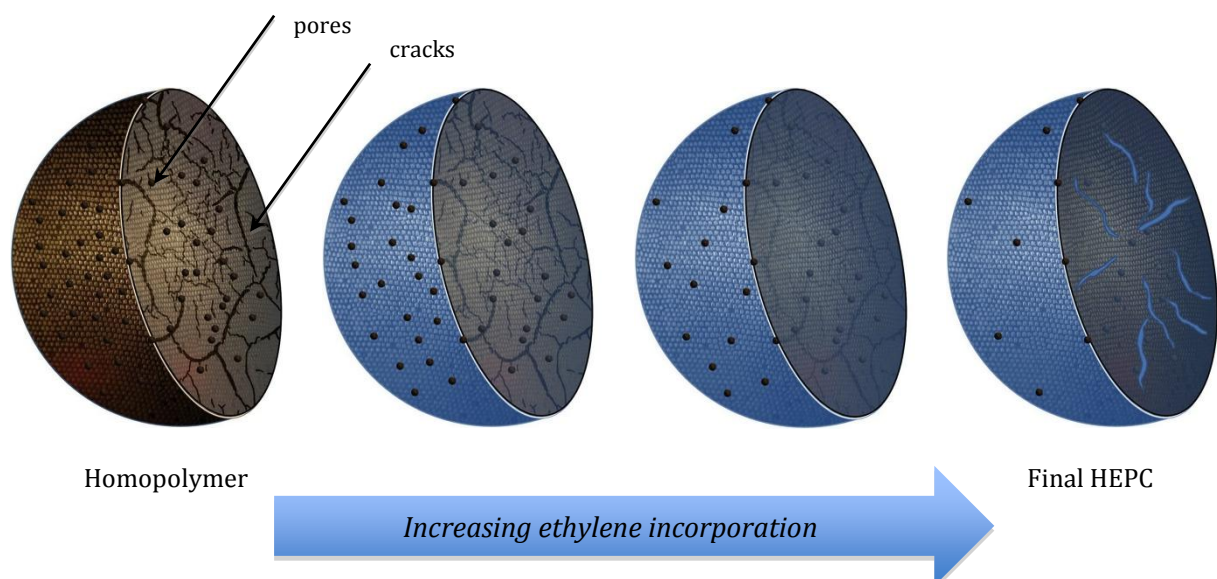 pores
cracks
Homopolymer
Final HEPC
Increasing ethylene incorporation